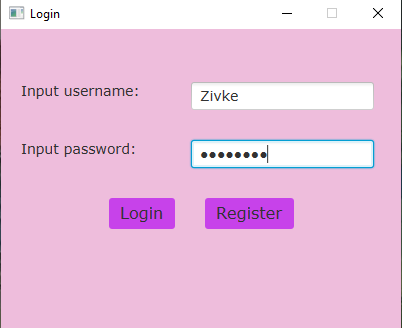 Login
Input username: Zivke
Input password: ●●●●●●●●
Login Register